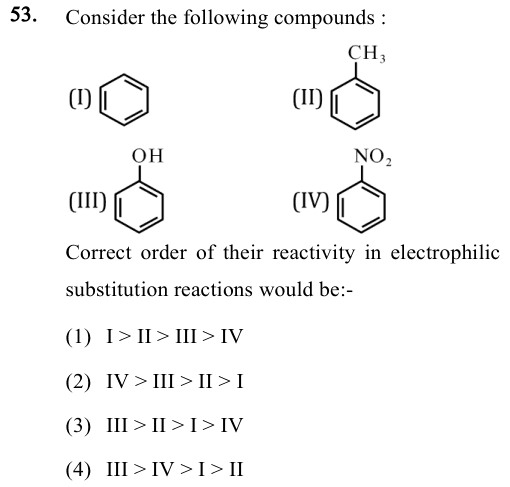 53. Consider the following compounds :
CH₃
(I) (II)
OH NO₂
(III) (IV)
Correct order of their reactivity in electrophilic
substitution reactions would be:-
(1) I > II > III > IV
(2) IV > III > II > I
(3) III > II > I > IV
(4) III > IV > I > II